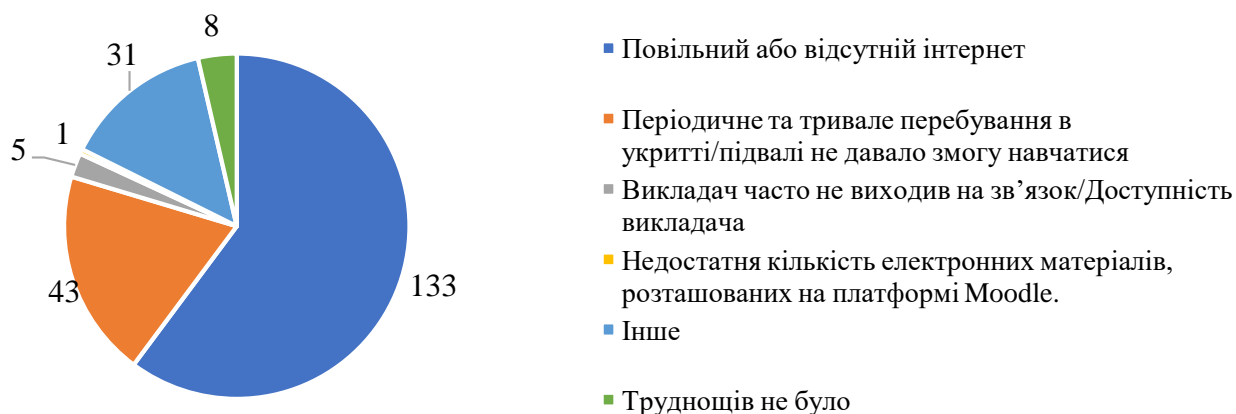 8
31
1
5
43
133
Повільний або відсутній інтернет
Періодичне та тривале перебування в
укритті/підвалі не давало змогу навчатися
Викладач часто не виходив на зв’язок/Доступність
викладача
Недостатня кількість електронних матеріалів,
розташованих на платформі Moodle.
Інше
Труднощів не було